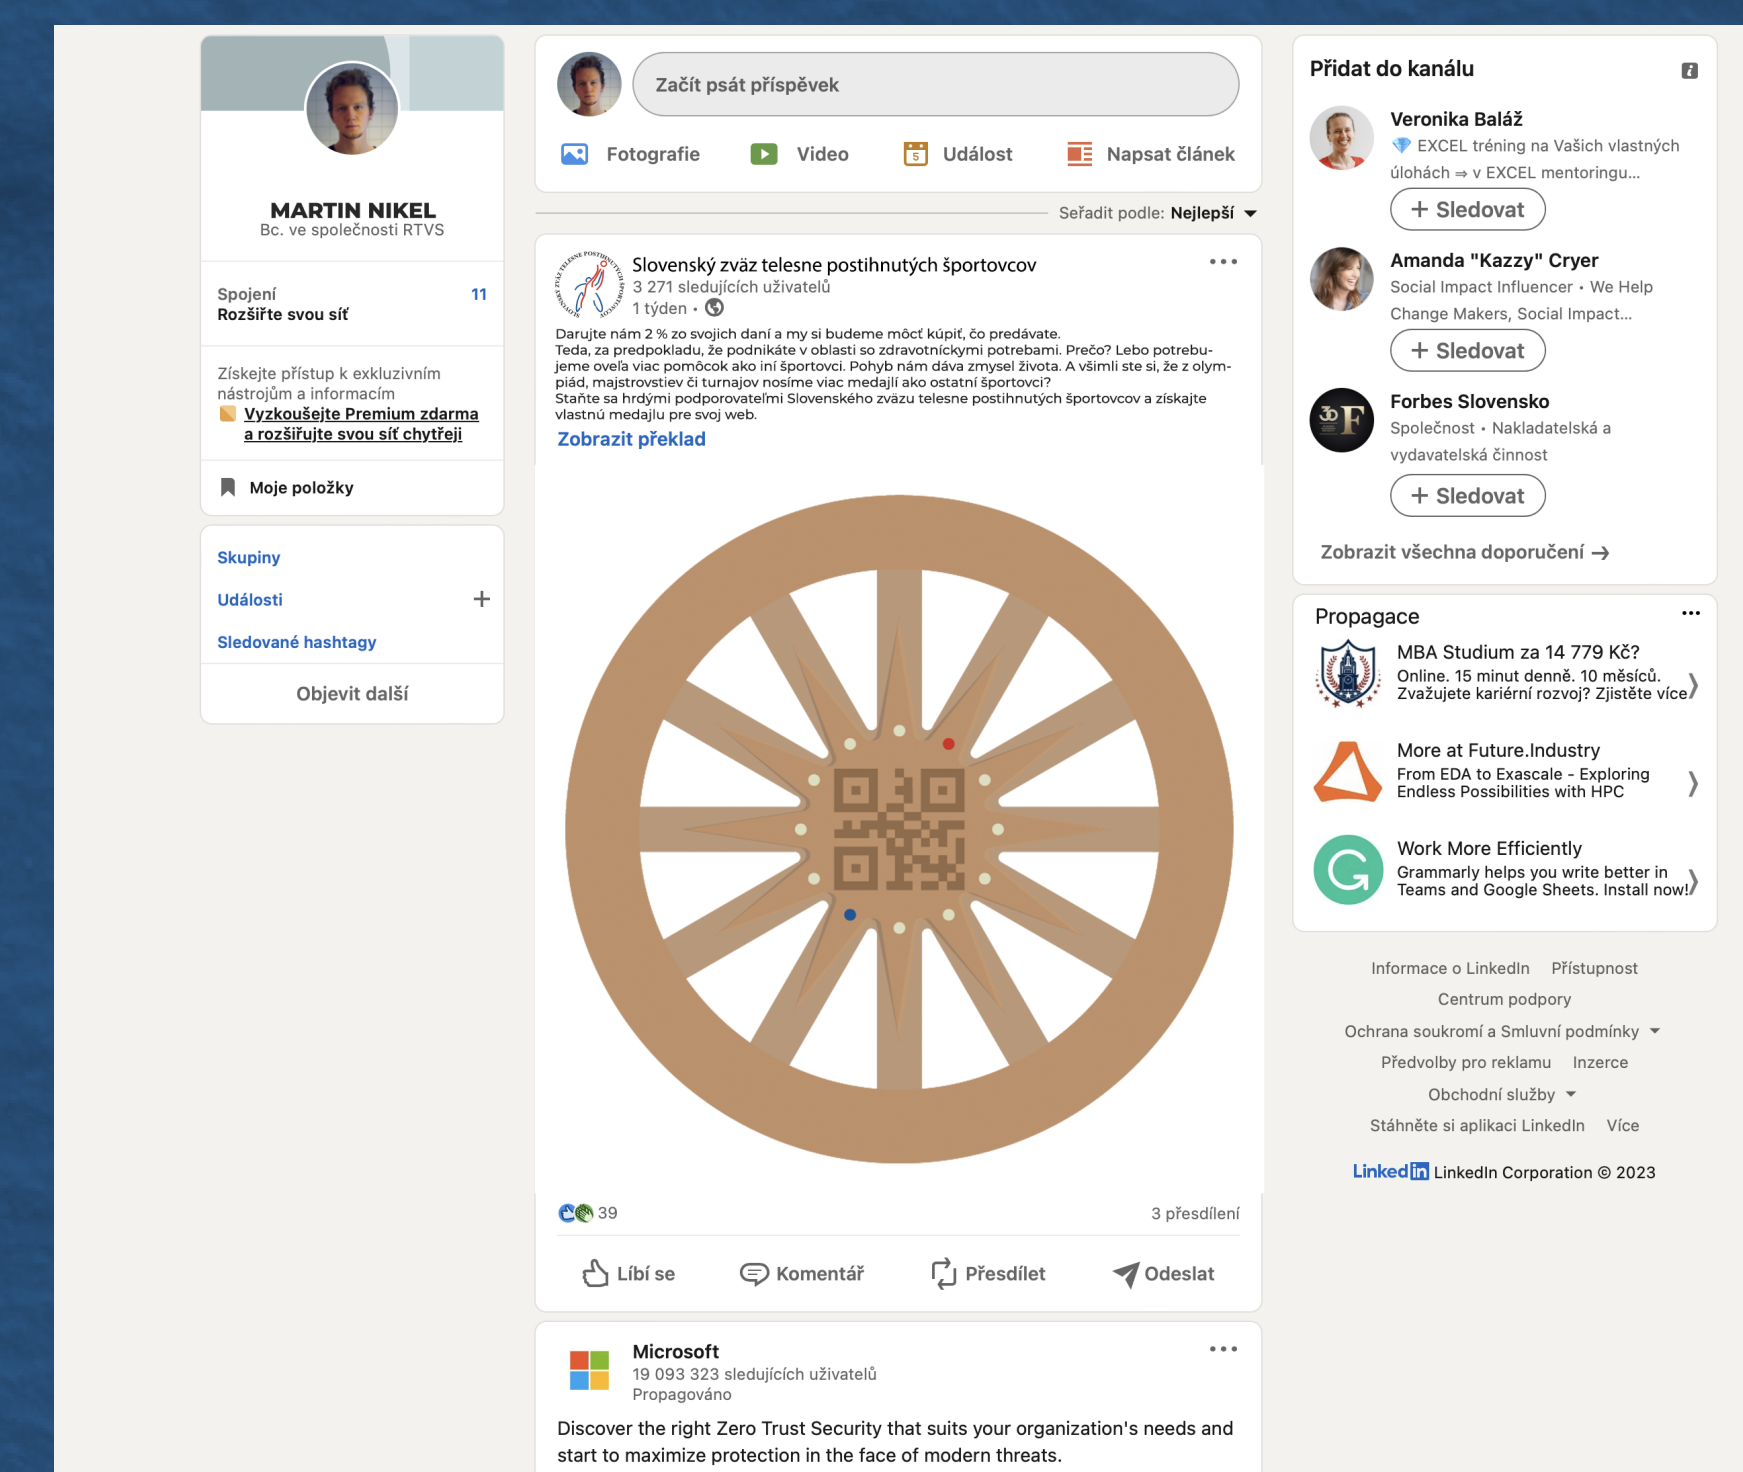 MARTIN NIKEL
Bc. ve společnosti RTVS
Spojení 11
Rozšiřte svou síť
Získejte přístup k exkluzivním
nástrojům a informacím
Vyzkoušejte Premium zdarma
a rozšiřujte svou síť chytřeji
Moje položky
Skupiny
Události
Sledované hashtagy
Objevit další
Začít psát příspěvek
Fotografie Video 5 Událost Napsat článek
Seřadit podle: Nejlepší
SLOVENSKÝ ZVÄZ TELESNE POSTIHNUTÝCH ŠPORTOVCOV
Slovenský zväz telesne postihnutých športovcov
3 271 sledujících uživatelů
1 týden •
Darujte nám 2 % zo svojich daní a my si budeme môcť kúpiť, čo predávate.
Teda, za predpokladu, že podnikáte v oblasti so zdravotníckymi potrebami. Prečo? Lebo potrebu-
jeme oveľa viac pomôcok ako iní športovci. Pohyb nám dáva zmysel života. A všimli ste si, že z olym-
piád, majstrovstiev či turnajov nosíme viac medajlí ako ostatní športovci?
Staňte sa hrdými podporovateľmi Slovenského zväzu telesne postihnutých športovcov a získajte
vlastnú medajlu pre svoj web.
Zobrazit překlad
39
3 přesdílení
Líbí se Komentář Přesdílet Odeslat
Microsoft
19 093 323 sledujících uživatelů
Propagováno
Discover the right Zero Trust Security that suits your organization's needs and
start to maximize protection in the face of modern threats.
Přidat do kanálu
Veronika Baláž
EXCEL tréning na Vašich vlastných
úlohách ⇒ v EXCEL mentoringu...
+ Sledovat
Amanda "Kazzy" Cryer
Social Impact Influencer • We Help
Change Makers, Social Impact...
+ Sledovat
30 F
Forbes Slovensko
Společnost • Nakladatelská a
vydavatelská činnost
+ Sledovat
Zobrazit všechna doporučení →
Propagace
MBA Studium za 14 779 Kč?
Online. 15 minut denně. 10 měsíců.
Zvažujete kariérní rozvoj? Zjistěte více
More at Future.Industry
From EDA to Exascale - Exploring
Endless Possibilities with HPC
Work More Efficiently
Grammarly helps you write better in
Teams and Google Sheets. Install now!
Informace o LinkedIn Přístupnost
Centrum podpory
Ochrana soukromí a Smluvní podmínky
Předvolby pro reklamu Inzerce
Obchodní služby
Stáhněte si aplikaci LinkedIn Více
Linked in LinkedIn Corporation © 2023